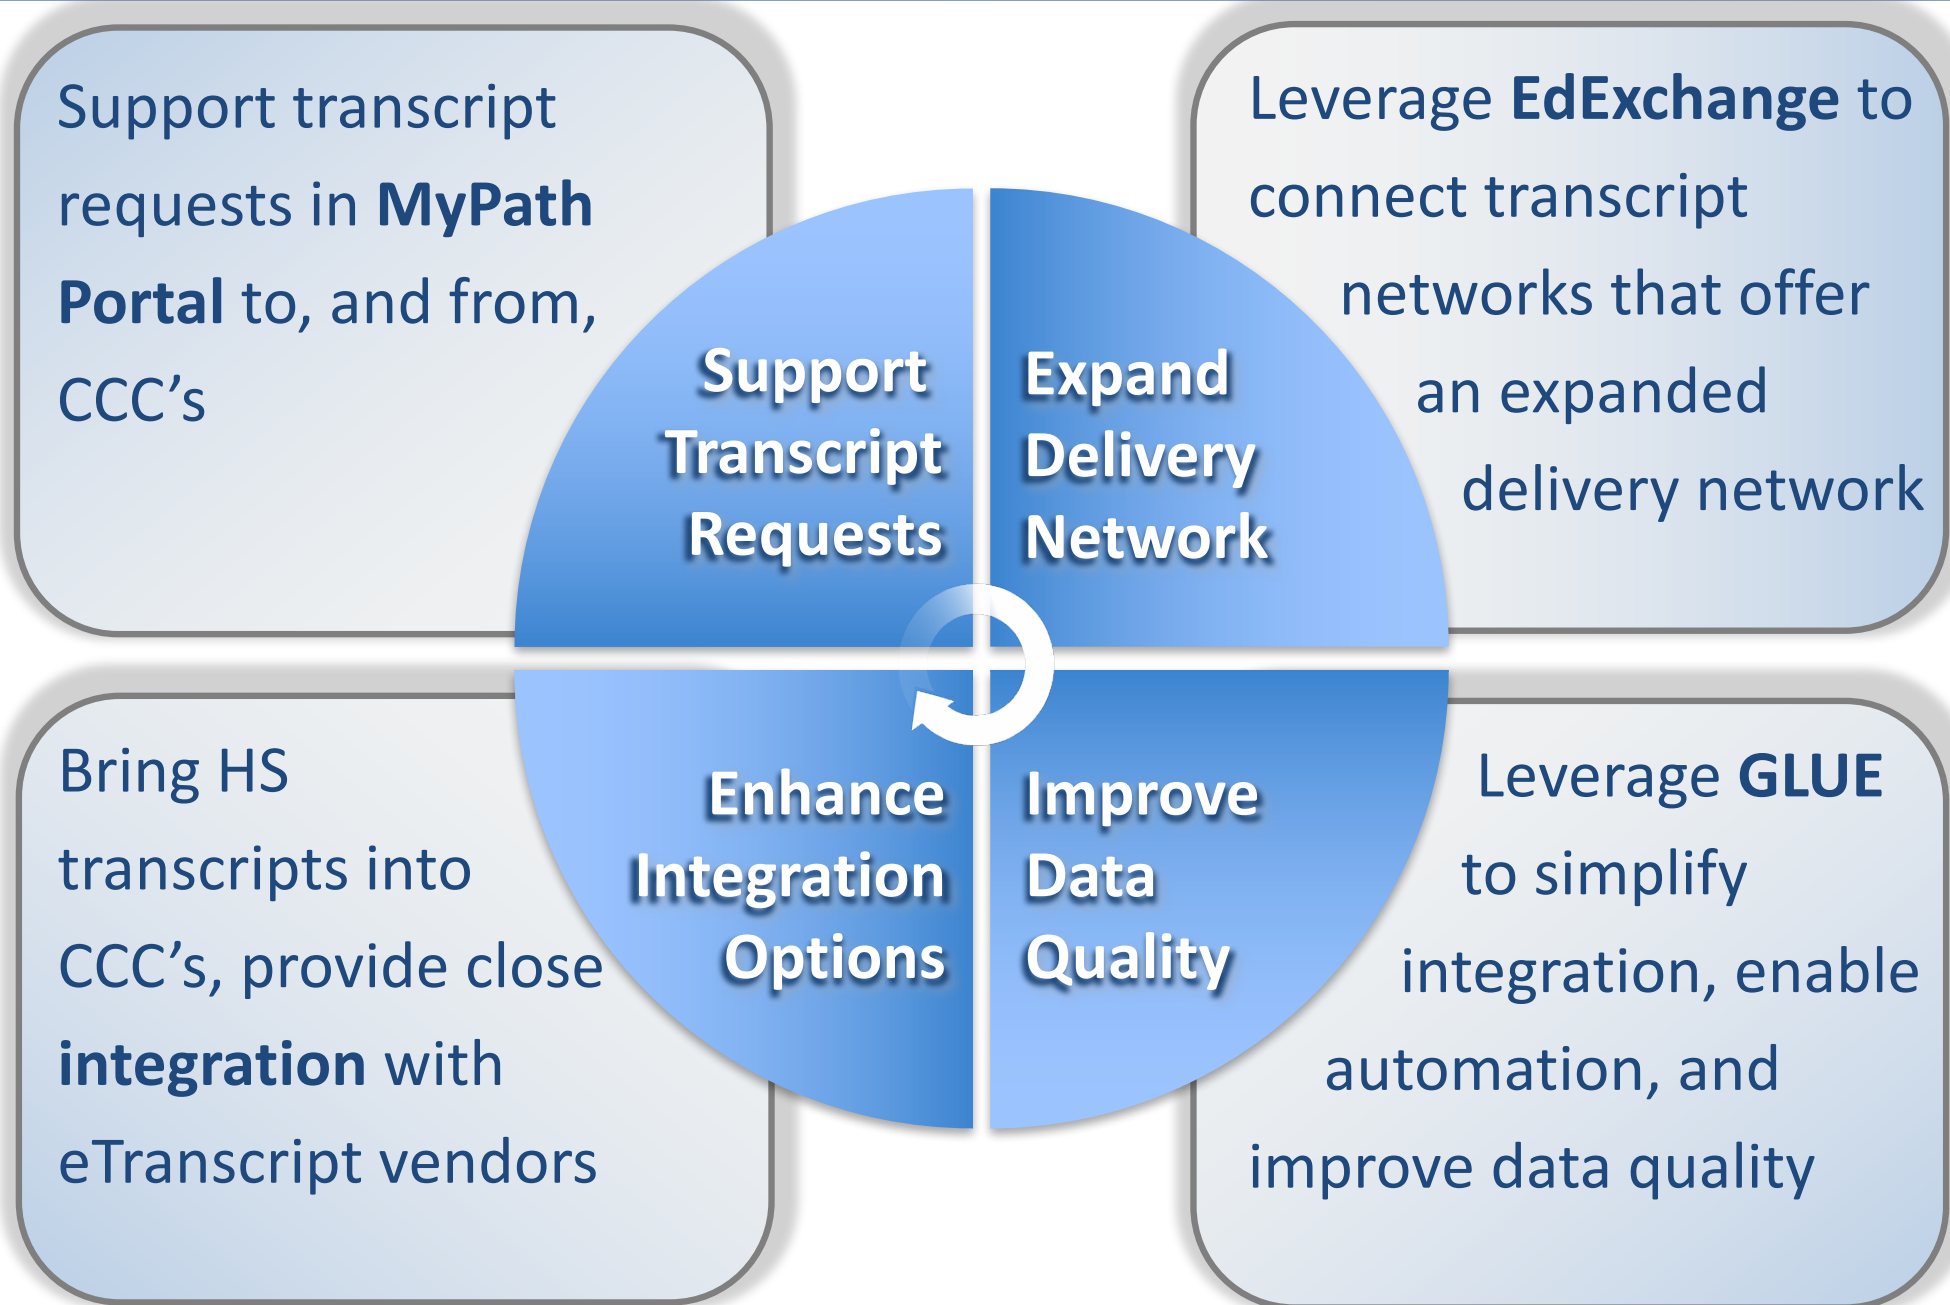 Support transcript
requests in MyPath
Portal to, and from,
CCC’s
Leverage EdExchange to
connect transcript
networks that offer
an expanded
delivery network
Support
Transcript
Requests
Expand
Delivery
Network
Enhance
Integration
Options
Improve
Data
Quality
Bring HS
transcripts into
CCC’s, provide close
integration with
eTranscript vendors
Leverage GLUE
to simplify
integration, enable
automation, and
improve data quality